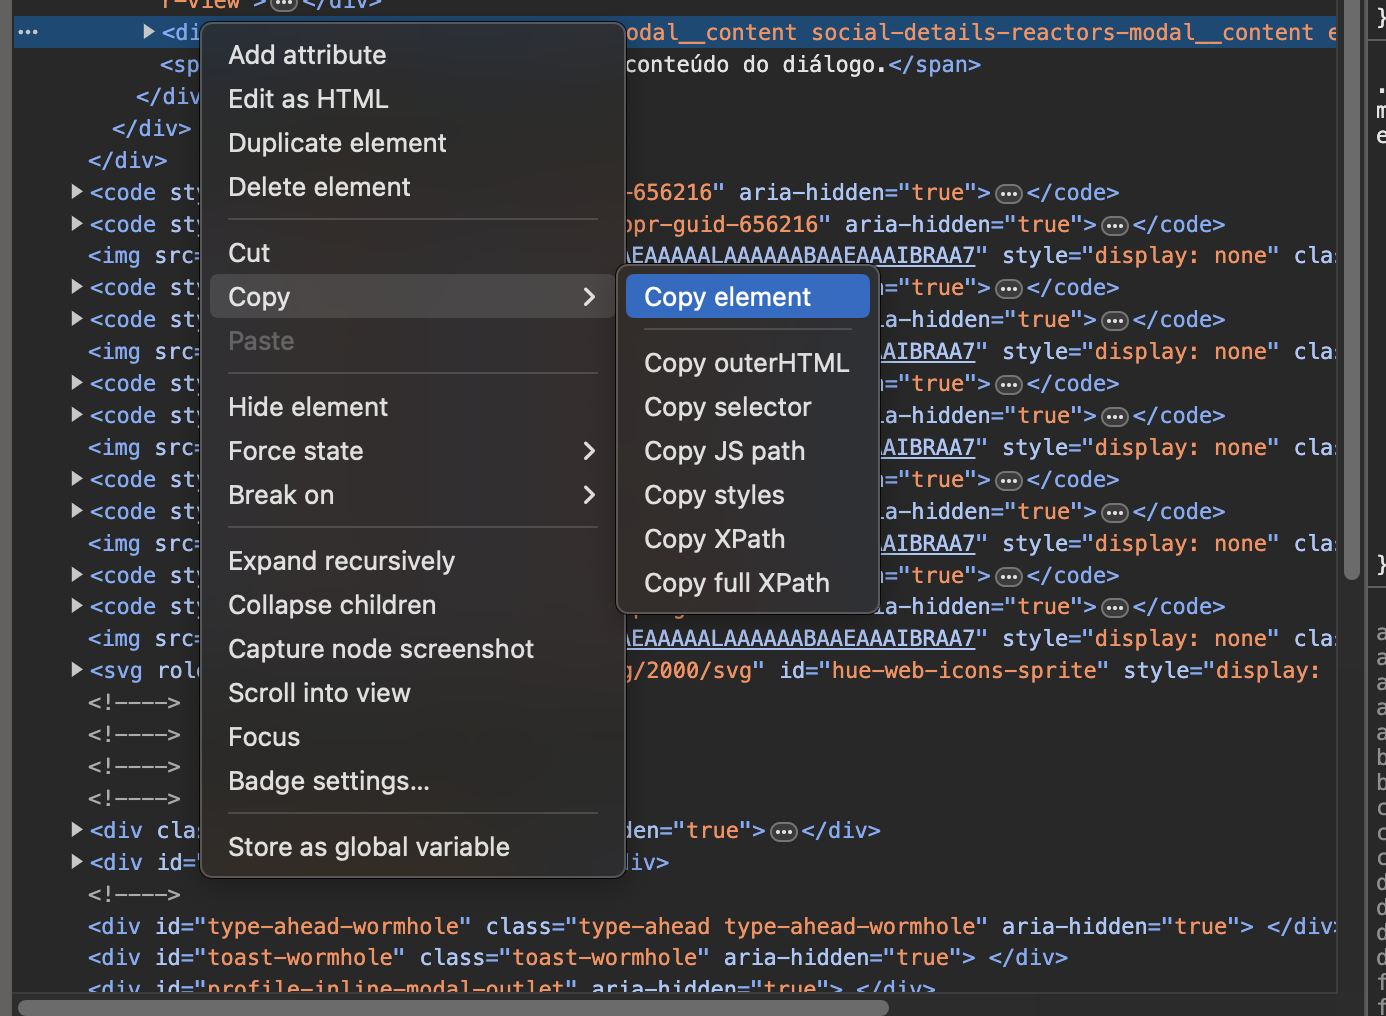 r-view"> ••• </div>
••• ▶<di odal__content social-details-reactors-modal__content e
<sp conteúdo do diálogo.</span>
</div
</div>
</div>
▶<code sty -656216" aria-hidden="true"> ••• </code>
▶<code sty pr-guid-656216" aria-hidden="true"> ••• </code>
<img src= AEAAAAALAAAAAABAAEAAAIBRAA7" style="display: none" cla
▶<code sty ="true"> ••• </code>
▶<code sty a-hidden="true"> ••• </code>
<img src= AIBRAA7" style="display: none" cla
▶<code sty ="true"> ••• </code>
▶<code sty a-hidden="true"> ••• </code>
<img src= AIBRAA7" style="display: none" cla
▶<code sty ="true"> ••• </code>
▶<code sty a-hidden="true"> ••• </code>
<img src= AIBRAA7" style="display: none" cla
▶<code sty ="true"> ••• </code>
▶<code sty a-hidden="true"> ••• </code>
<img src= AEAAAAALAAAAAABAAEAAAIBRAA7" style="display: none" cla
▶<svg role g/2000/svg" id="hue-web-icons-sprite" style="display:
<!---->
<!---->
<!---->
<!---->
▶<div clas den="true"> ••• </div>
▶<div id=" iv>
<!---->
<div id="type-ahead-wormhole" class="type-ahead type-ahead-wormhole" aria-hidden="true"> </div>
<div id="toast-wormhole" class="toast-wormhole" aria-hidden="true"> </div>
<div id="profile-inline-modal-outlet" aria-hidden="true"> </div>
Add attribute
Edit as HTML
Duplicate element
Delete element
Cut
Copy
Paste
Hide element
Force state
Break on
Expand recursively
Collapse children
Capture node screenshot
Scroll into view
Focus
Badge settings...
Store as global variable
Copy element
Copy outerHTML
Copy selector
Copy JS path
Copy styles
Copy XPath
Copy full XPath
}
.
m
e
}
a
a
a
a
a
b
b
c
c
c
d
d
d
d
f
f